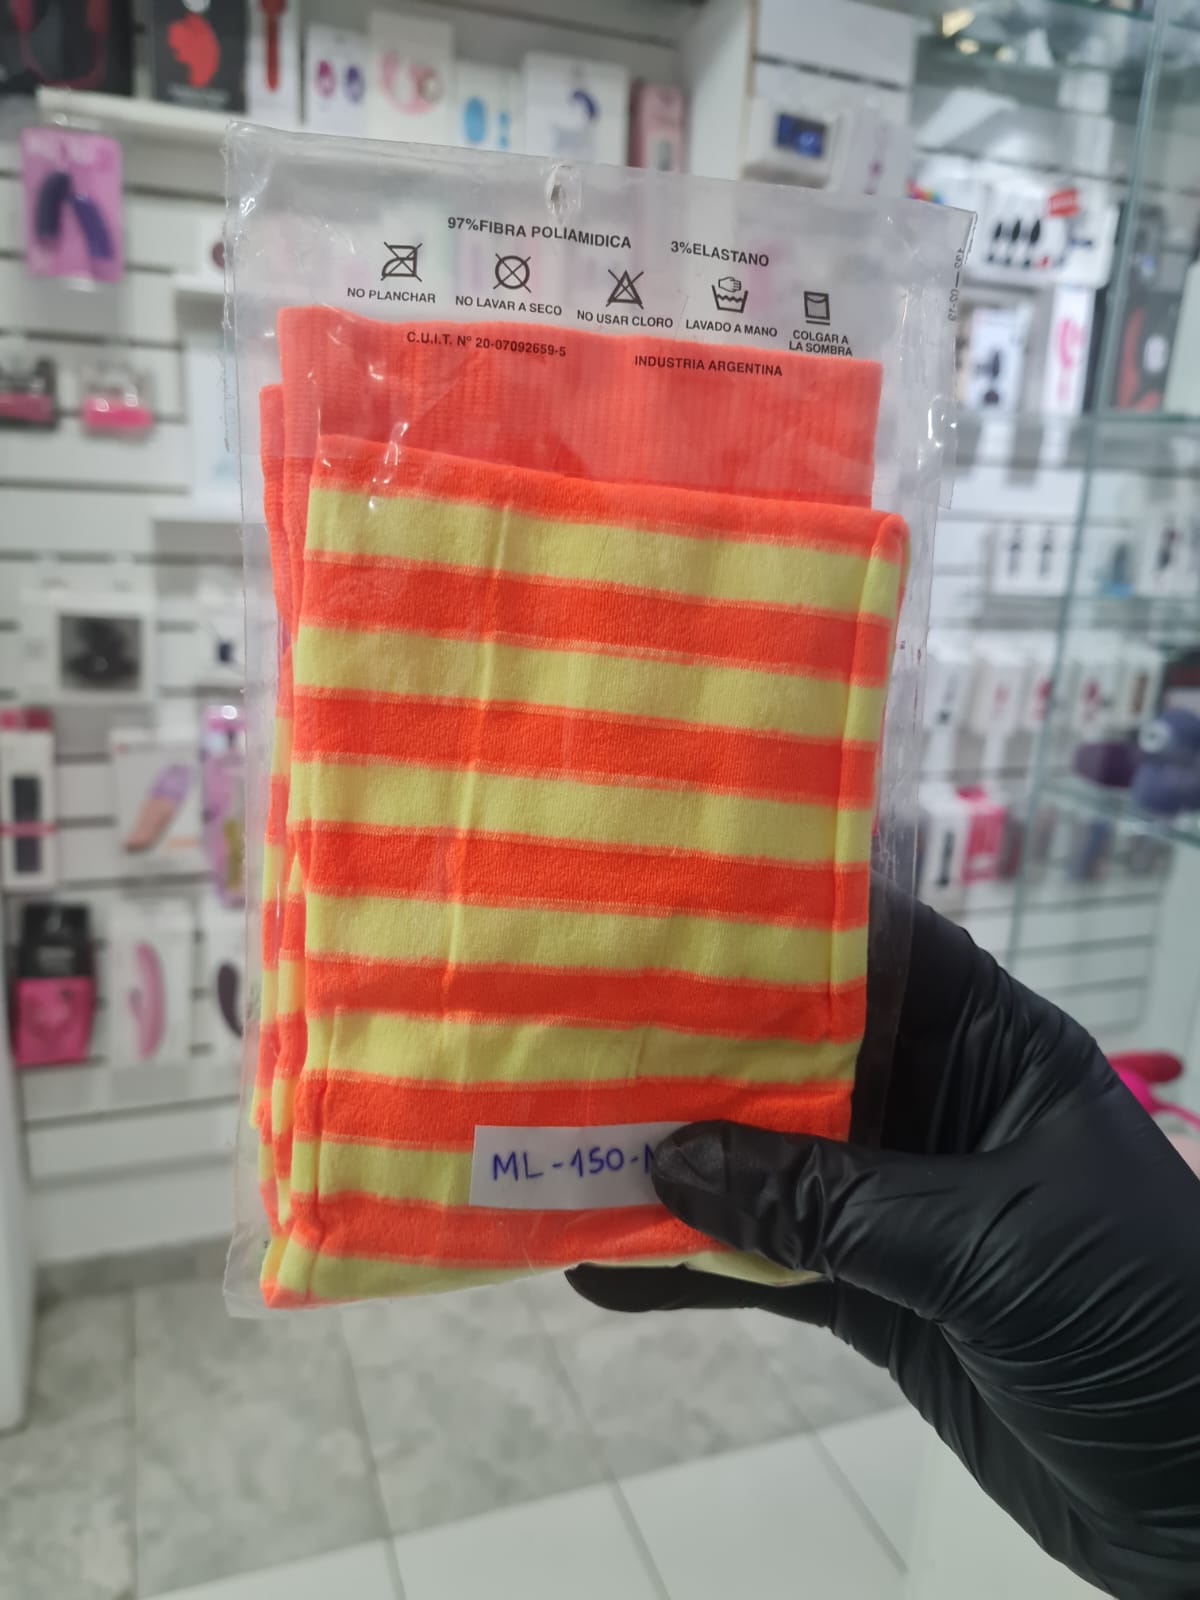 97%FIBRA POLIAMIDICA 3%ELASTANO
NO PLANCHAR NO LAVAR A SECO NO USAR CLORO LAVADO A MANO COLGAR A
LA SOMBRA
C.U.I.T. Nº 20-07092659-5 INDUSTRIA ARGENTINA
ML-150-